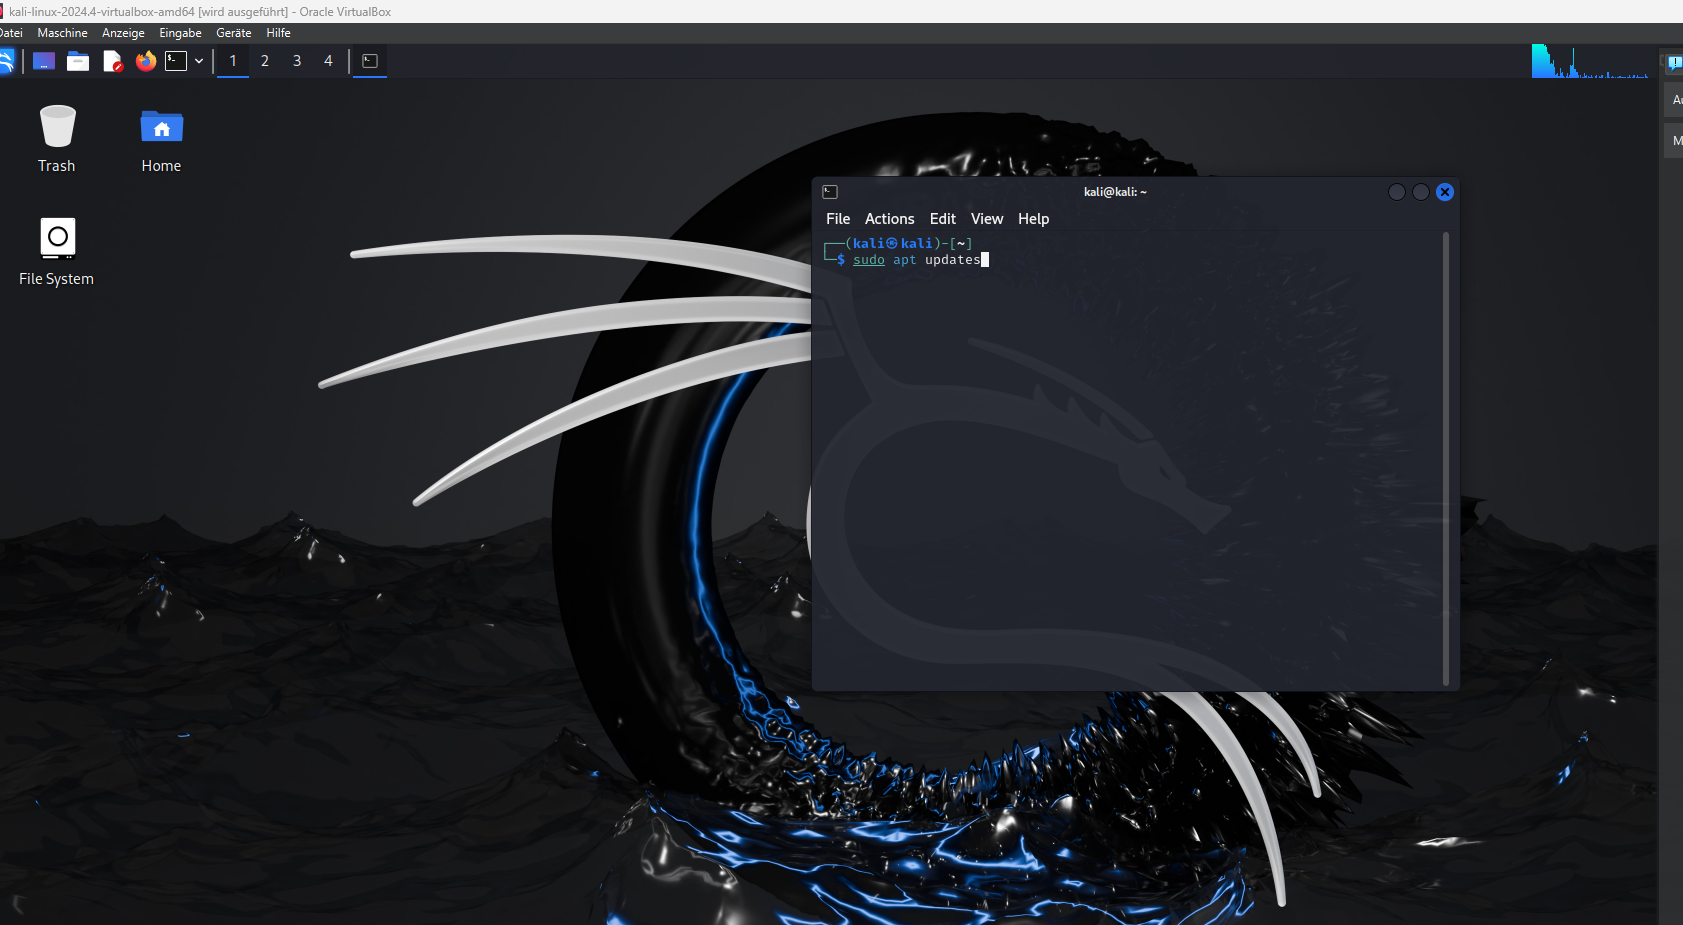 kali-linux-2024.4-virtualbox-amd64 [wird ausgeführt] - Oracle VirtualBox
Datei Maschine Anzeige Eingabe Geräte Hilfe
1 2 3 4
Trash
Home
File System
kali@kali: ~
File Actions Edit View Help
┌──(kali㉿kali)-[~]
└─$ sudo apt updates